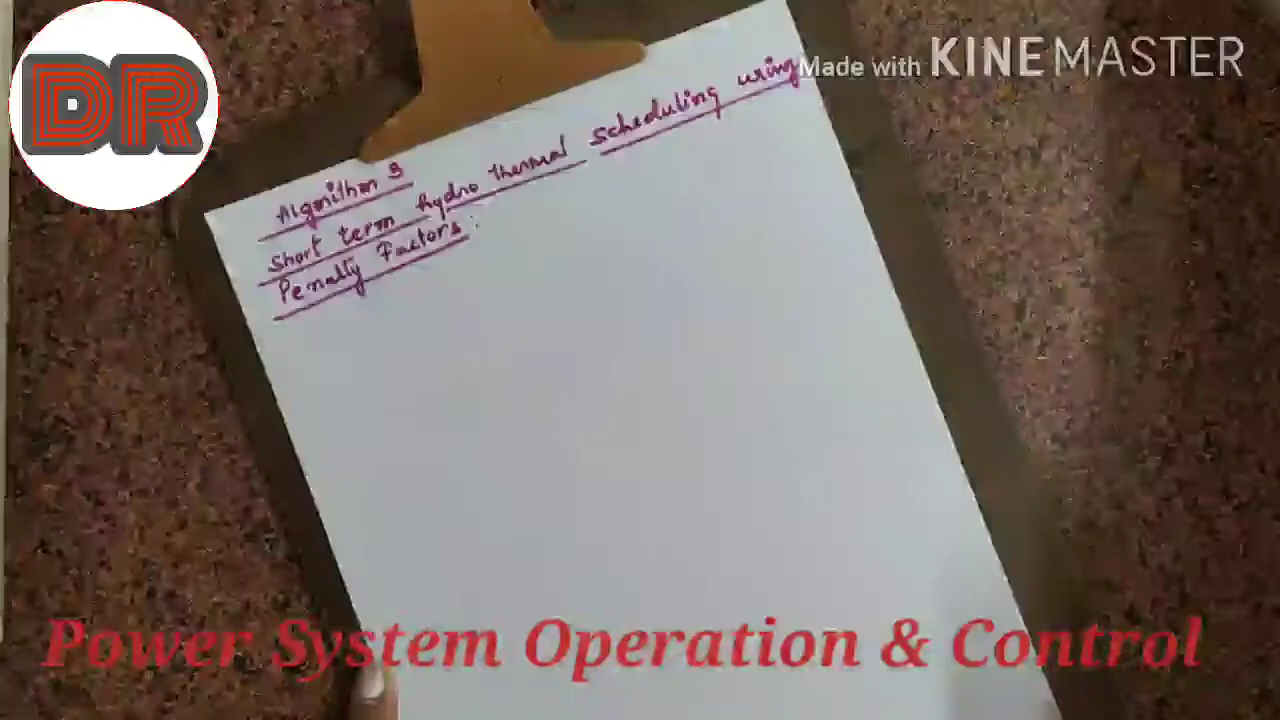 DR
Made with KINEMASTER
Algorithm 3
Short term hydro thermal scheduling using
Penalty Factors:
Power System Operation & Control